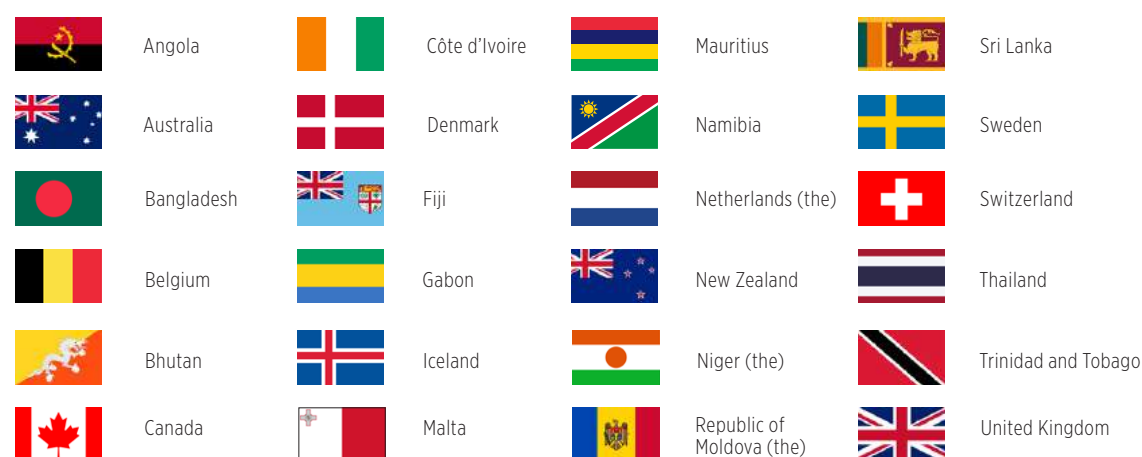 Angola
Australia
Bangladesh
Belgium
Bhutan
Canada
Côte d’Ivoire
Denmark
Fiji
Gabon
Iceland
Malta
Mauritius
Namibia
Netherlands (the)
New Zealand
Niger (the)
Republic of
Moldova (the)
Sri Lanka
Sweden
Switzerland
Thailand
Trinidad and Tobago
United Kingdom